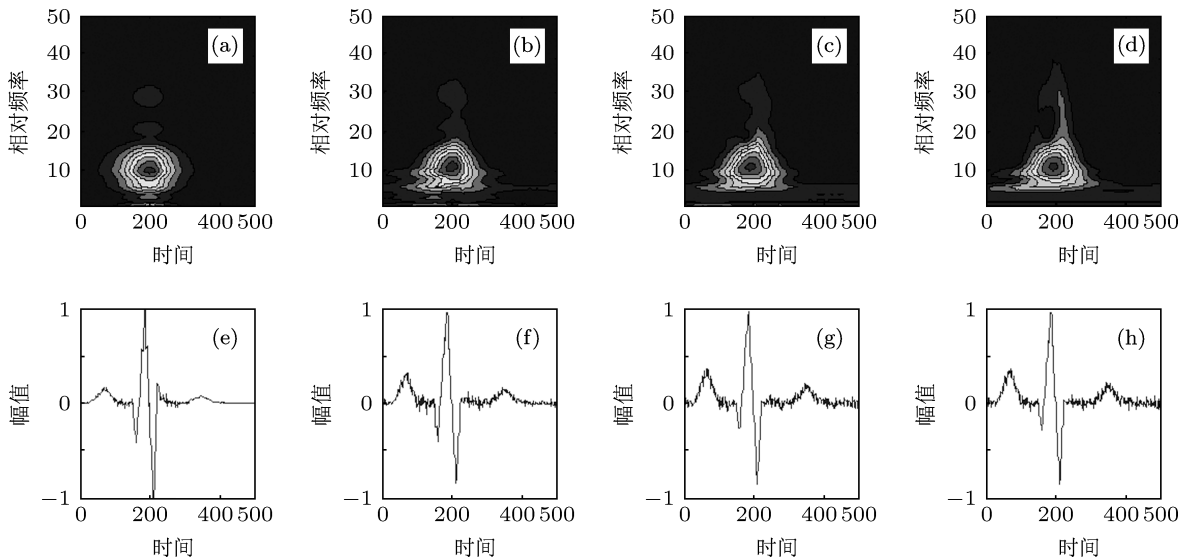 50 (a) 50 (b) 50 (c) 50 (d)
40 40 40 40
相对频率 30 相对频率 30 相对频率 30 相对频率 30
20 20 20 20
10 10 10 10
0 200 400 500 0 200 400 500 0 200 400 500 0 200 400 500
时间 时间 时间 时间
1 (e) 1 (f) 1 (g) 1 (h)
幅值 0 幅值 0 幅值 0 幅值 0
−1 −1 −1 −1
0 200 400 500 0 200 400 500 0 200 400 500 0 200 400 500
时间 时间 时间 时间